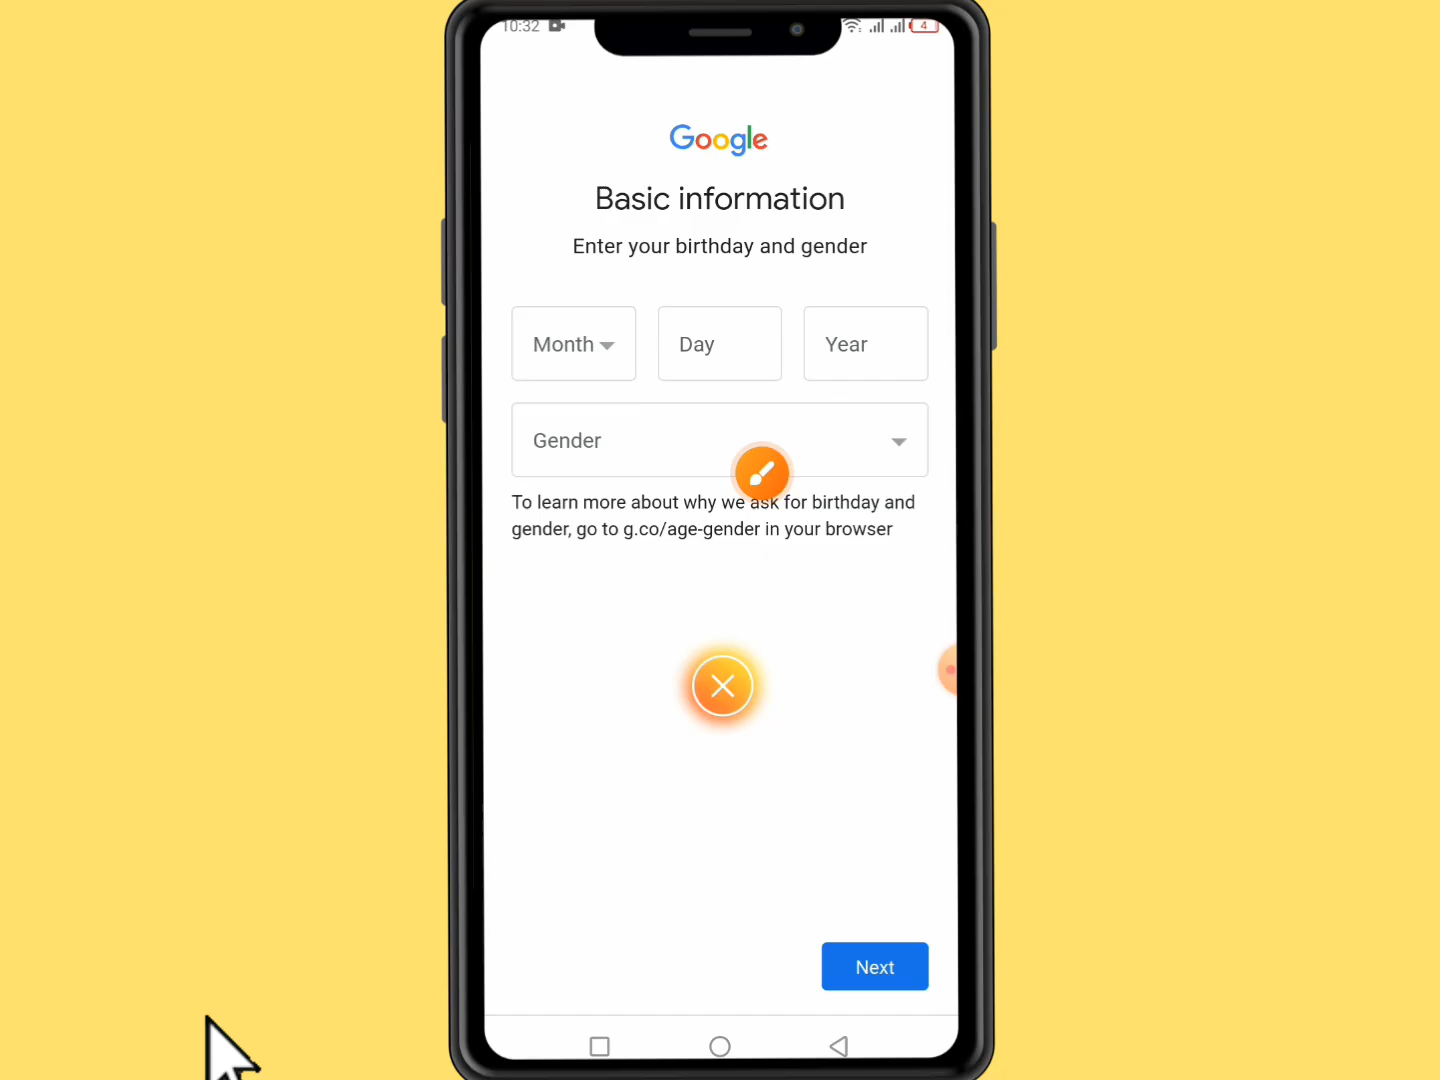 10:32
4
Google
Basic information
Enter your birthday and gender
Month
Day
Year
Gender
To learn more about why we ask for birthday and
gender, go to g.co/age-gender in your browser
Next